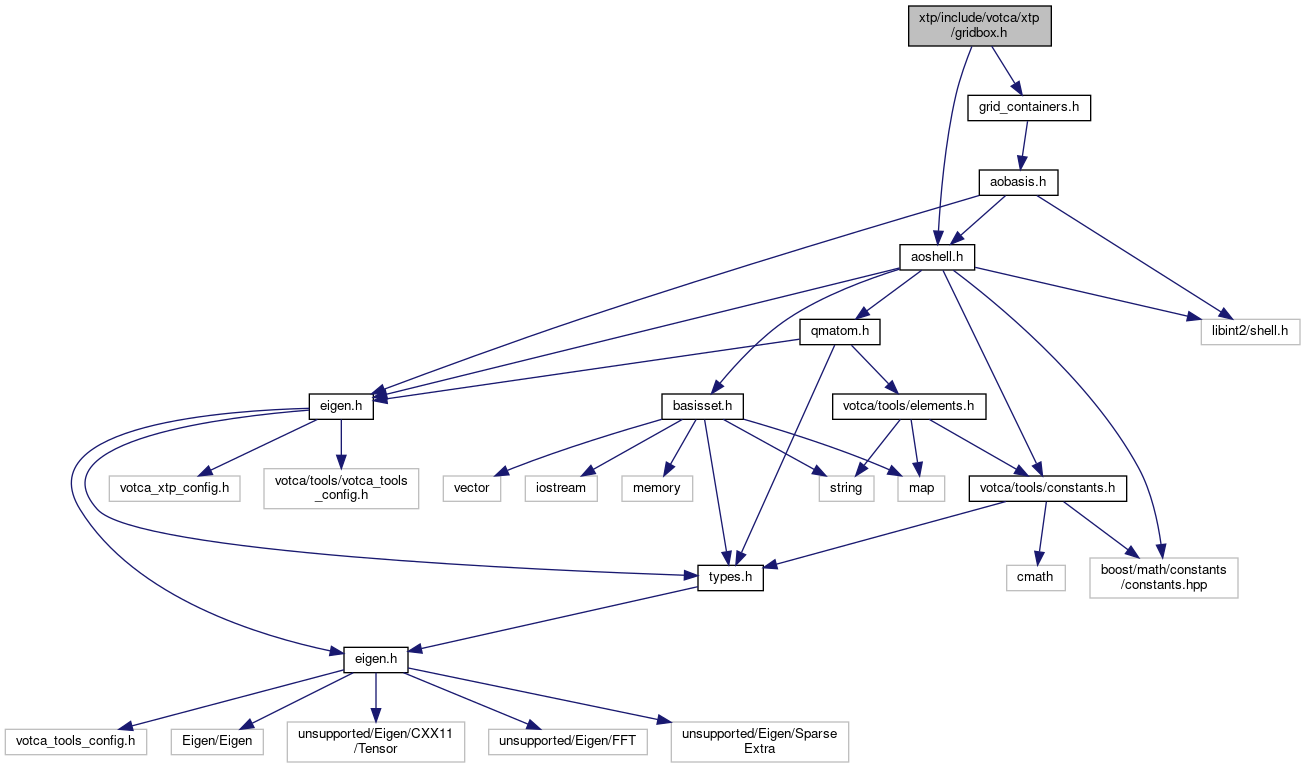 xtp/include/votca/xtp
/gridbox.h
grid_containers.h
aobasis.h
aoshell.h
qmatom.h
libint2/shell.h
eigen.h
basisset.h
votca/tools/elements.h
votca_xtp_config.h
votca/tools/votca_tools
_config.h
vector
iostream
memory
string
map
votca/tools/constants.h
types.h
cmath
boost/math/constants
/constants.hpp
eigen.h
votca_tools_config.h
Eigen/Eigen
unsupported/Eigen/CXX11
/Tensor
unsupported/Eigen/FFT
unsupported/Eigen/Sparse
Extra